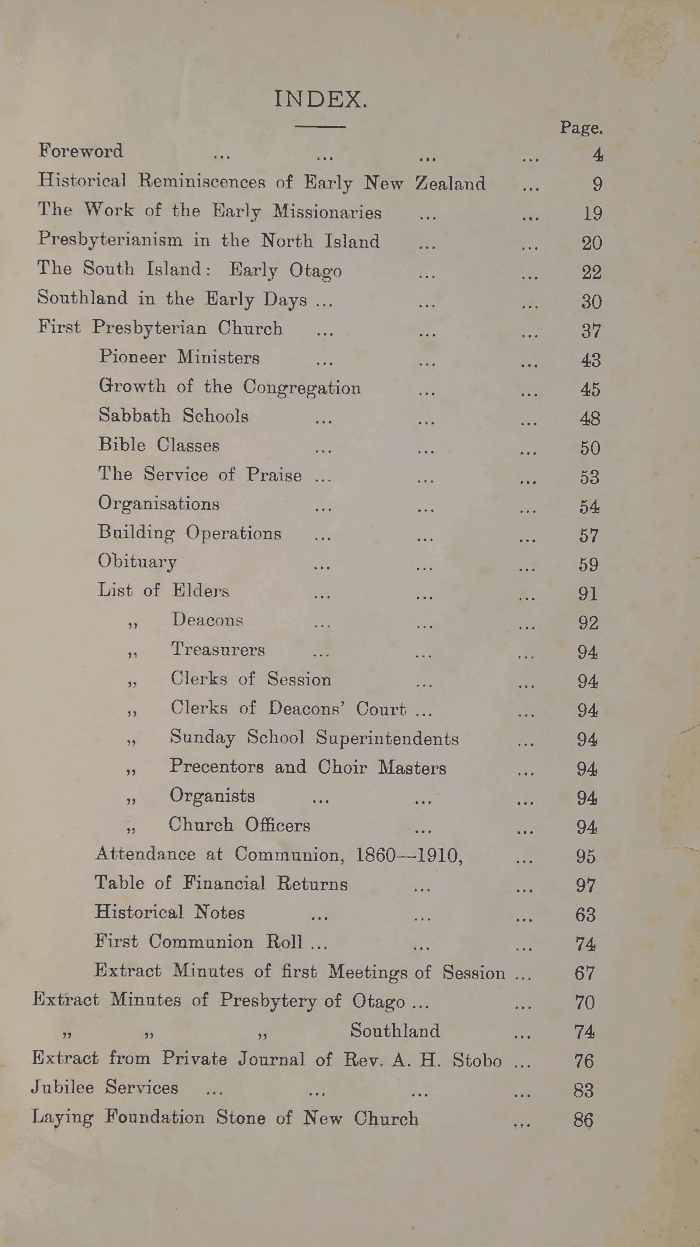 INDEX.
Page.
Foreword ... ... ... ... 4
Historical Reminiscences of Early New Zealand ... 9
The Work of the Early Missionaries ... ... 19
Presbyterianism in the North Island ... ... 20
The South Island: Early Otago ... ... 22
Southland in the Early Days ... ... ... 30
First Presbyterian Church ... ... ... 37
Pioneer Ministers ... ... ... 43
Growth of the Congregation ... ... 45
Sabbath Schools ... ... ... 48
Bible Classes ... ... ... 50
The Service of Praise ... ... ... 53
Organisations ... ... ... 54
Building Operations ... ... ... 57
Obituary ... ... ... 59
List of Elders ... ... ... 91
„ Deacons ... ... ... 92
„ Treasurers ... ... ... 94
„ Clerks of Session ... ... 94
„ Clerks of Deacons' Court ... ... 94
„ Sunday School Superintendents ... 94
„ Precentors and Choir Masters ... 94
„ Organists ... ... ... 94
„ Church Officers ... ... 94
Attendance at Communion, 1860—1910, ... 95
Table of Financial Returns ... ... 97
Historical Notes ... ... ... 63
First Communion Roll ... ... ... 74
Extract Minutes of first Meetings of Session ... 67
Extract Minutes of Presbytery of Otago ... ... 70
„ „ „ Southland ... 74
Extract from Private Journal of Rev. A. H. Stobo ... 76
Jubilee Services ... ... ... ... 83
Laying Foundation Stone of New Church ... 86